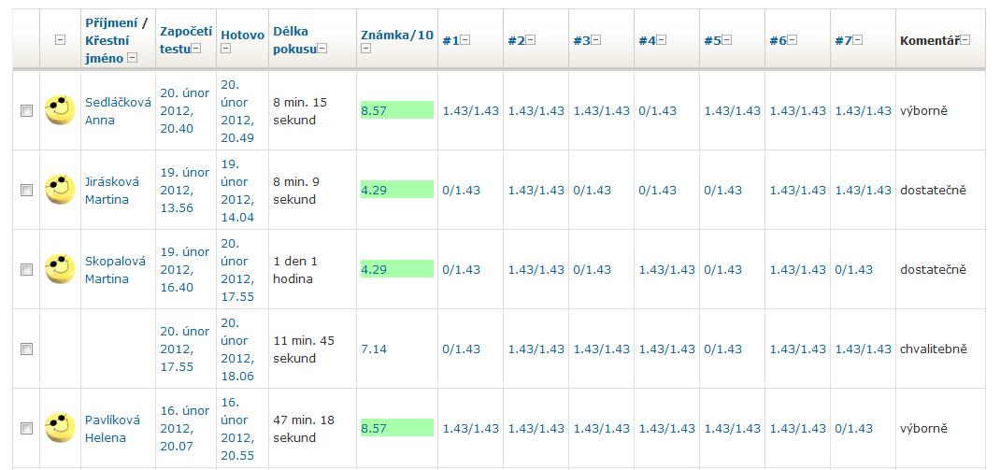 Příjmení / Křestní jméno Započetí testu Hotovo Délka pokusu Známka/10 #1 #2 #3 #4 #5 #6 #7 Komentář
Sedláčková Anna 20. únor 2012, 20.40 20. únor 2012, 20.49 8 min. 15 sekund 8.57 1.43/1.43 1.43/1.43 1.43/1.43 0/1.43 1.43/1.43 1.43/1.43 1.43/1.43 výborně
Jirásková Martina 19. únor 2012, 13.56 19. únor 2012, 14.04 8 min. 9 sekund 4.29 0/1.43 1.43/1.43 0/1.43 0/1.43 0/1.43 1.43/1.43 1.43/1.43 dostatečně
Skopalová Martina 19. únor 2012, 16.40 20. únor 2012, 17.55 1 den 1 hodina 4.29 0/1.43 1.43/1.43 0/1.43 1.43/1.43 0/1.43 1.43/1.43 0/1.43 dostatečně
20. únor 2012, 17.55 20. únor 2012, 18.06 11 min. 45 sekund 7.14 0/1.43 1.43/1.43 1.43/1.43 1.43/1.43 0/1.43 1.43/1.43 1.43/1.43 chvalitebně
Pavlíková Helena 16. únor 2012, 20.07 16. únor 2012, 20.55 47 min. 18 sekund 8.57 1.43/1.43 1.43/1.43 1.43/1.43 1.43/1.43 1.43/1.43 1.43/1.43 0/1.43 výborně